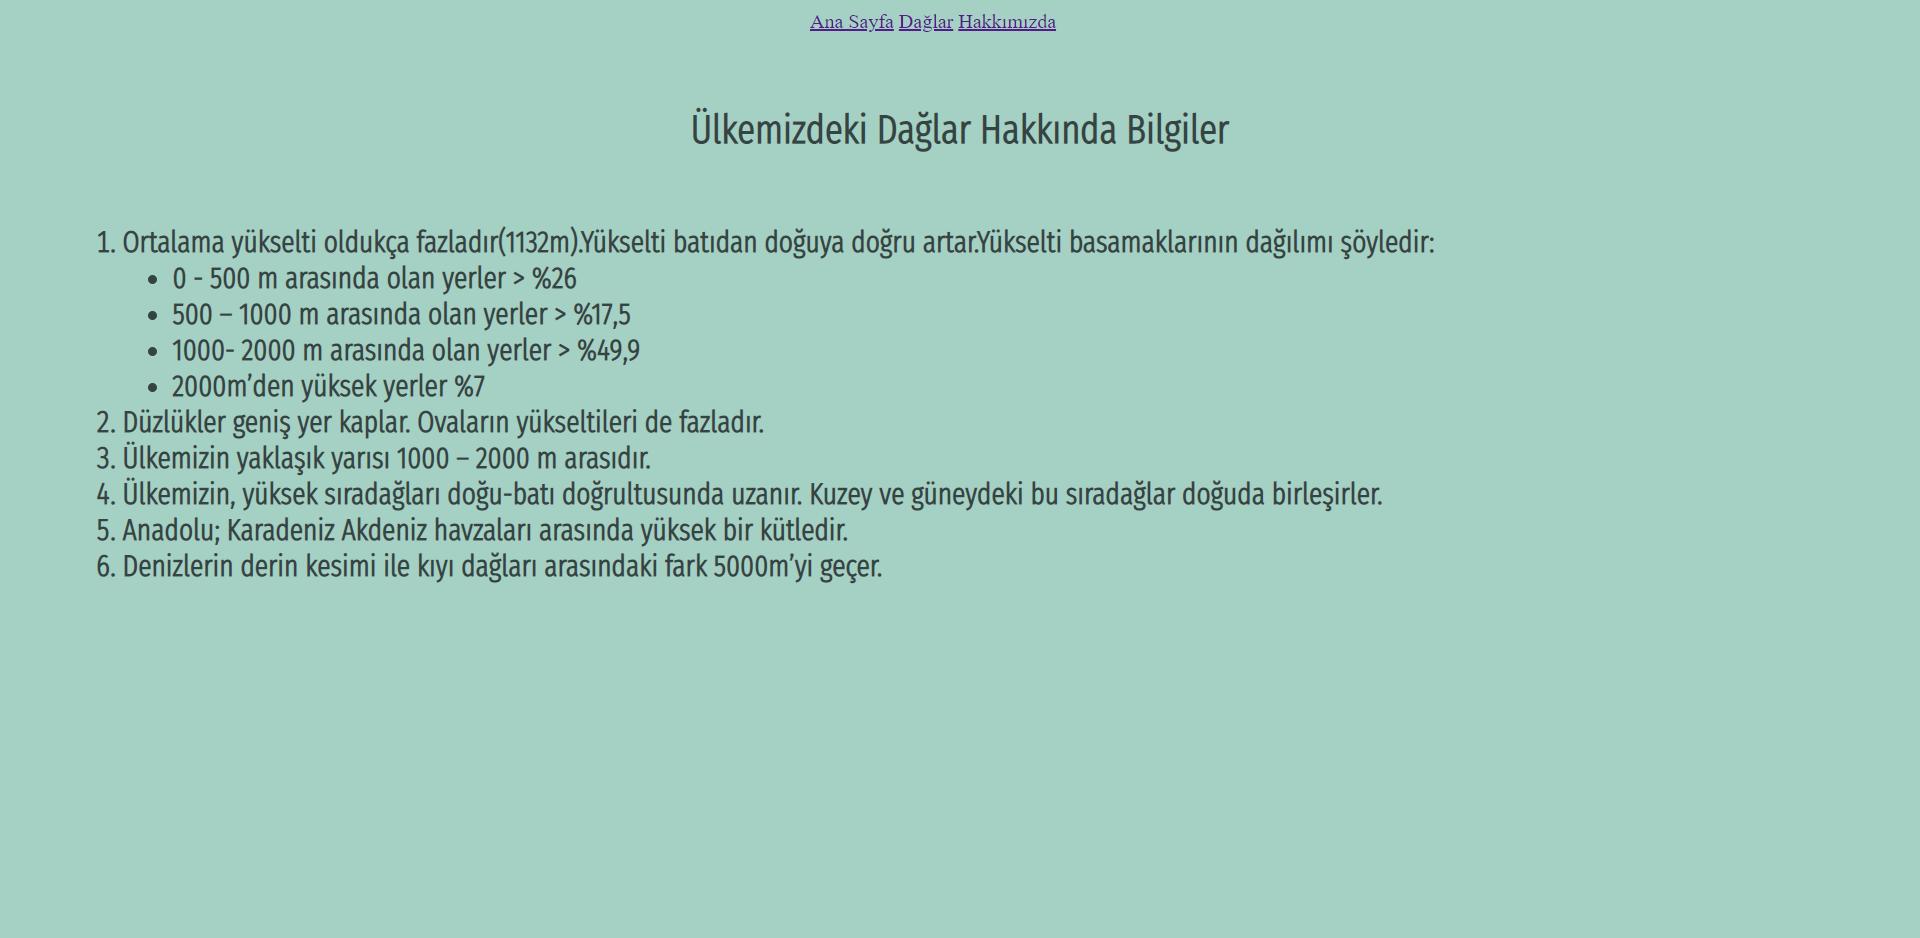 Ana Sayfa Dağlar Hakkımızda
Ülkemizdeki Dağlar Hakkında Bilgiler
1. Ortalama yükselti oldukça fazladır(1132m).Yükselti batıdan doğuya doğru artar.Yükselti basamaklarının dağılımı şöyledir:
• 0 - 500 m arasında olan yerler > %26
• 500 – 1000 m arasında olan yerler > %17,5
• 1000- 2000 m arasında olan yerler > %49,9
• 2000m’den yüksek yerler %7
2. Düzlükler geniş yer kaplar. Ovaların yükseltileri de fazladır.
3. Ülkemizin yaklaşık yarısı 1000 – 2000 m arasıdır.
4. Ülkemizin, yüksek sıradağları doğu-batı doğrultusunda uzanır. Kuzey ve güneydeki bu sıradağlar doğuda birleşirler.
5. Anadolu; Karadeniz Akdeniz havzaları arasında yüksek bir kütledir.
6. Denizlerin derin kesimi ile kıyı dağları arasındaki fark 5000m’yi geçer.